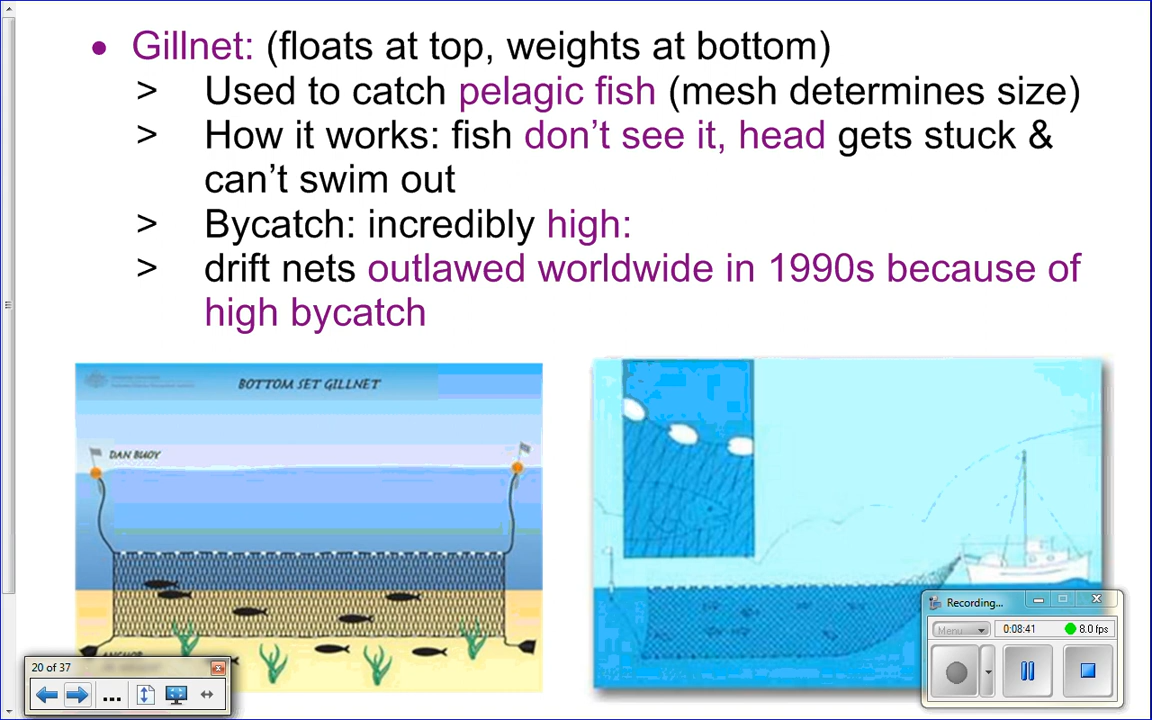 • Gillnet: (floats at top, weights at bottom)
> Used to catch pelagic fish (mesh determines size)
> How it works: fish don't see it, head gets stuck &
can't swim out
> Bycatch: incredibly high:
> drift nets outlawed worldwide in 1990s because of
high bycatch
BOTTOM SET GILLNET
DAN BUOY
ANCHOR
20 of 37
...
Recording...
Menu
0:08:41
8.0 fps